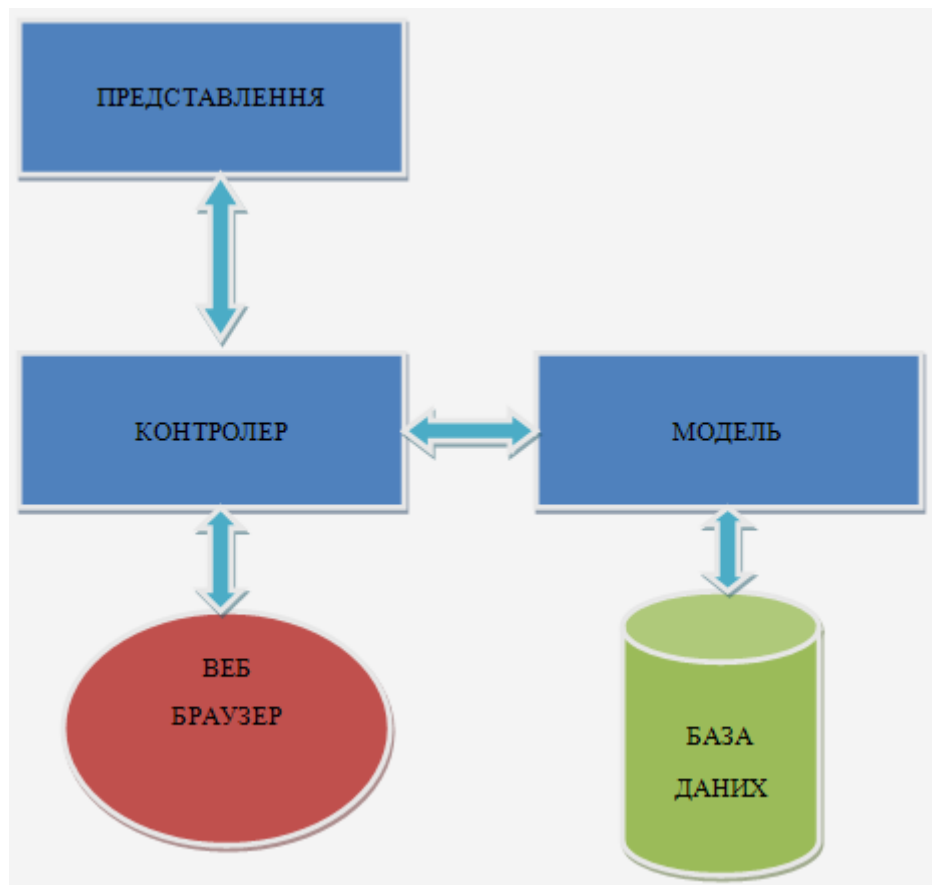 ПРЕДСТАВЛЕННЯ
КОНТРОЛЕР
МОДЕЛЬ
ВЕБ
БРАУЗЕР
БАЗА
ДАНИХ